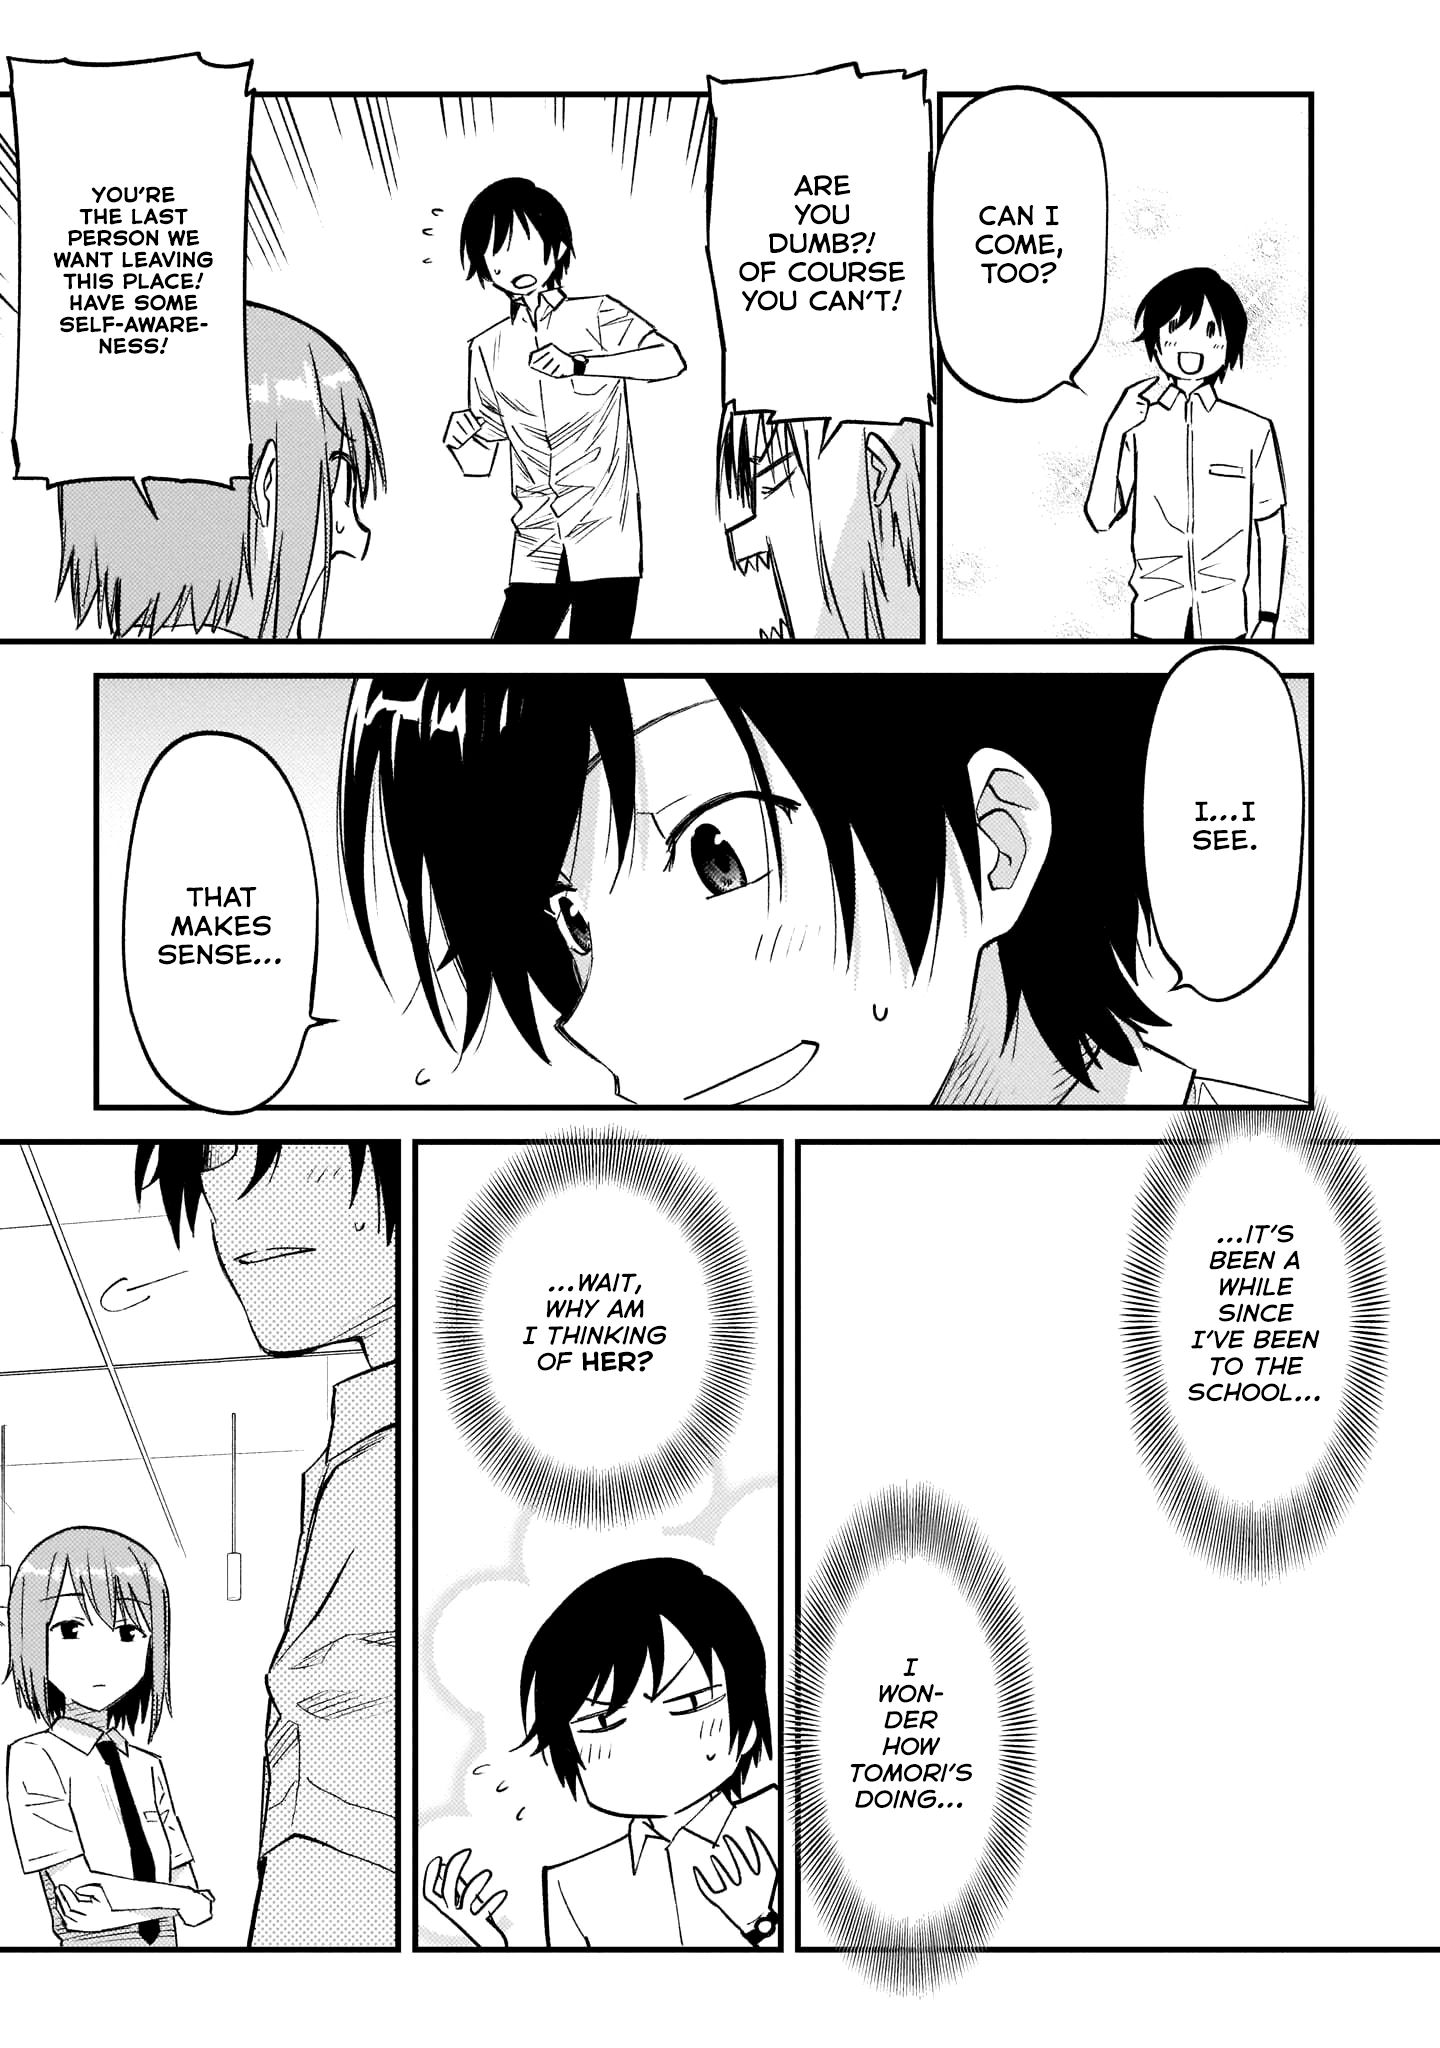 CAN I
COME,
TOO?
ARE
YOU
DUMB?!
OF COURSE
YOU CAN'T!
YOU'RE
THE LAST
PERSON WE
WANT LEAVING
THIS PLACE!
HAVE SOME
SELF-AWARE-
NESS!
I...I
SEE.
THAT
MAKES
SENSE...
...IT'S
BEEN A
WHILE
SINCE
I'VE BEEN
TO THE
SCHOOL...
I
WON-
DER
HOW
TOMORI'S
DOING...
...WAIT,
WHY AM
I THINKING
OF HER?